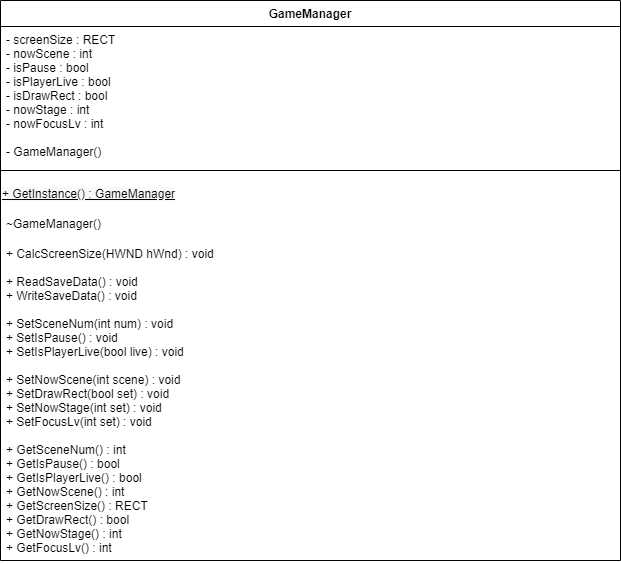 GameManager
- screenSize : RECT
- nowScene : int
- isPause : bool
- isPlayerLive : bool
- isDrawRect : bool
- nowStage : int
- nowFocusLv : int
- GameManager()
+ GetInstance() : GameManager
~GameManager()
+ CalcScreenSize(HWND hWnd) : void
+ ReadSaveData() : void
+ WriteSaveData() : void
+ SetSceneNum(int num) : void
+ SetIsPause() : void
+ SetIsPlayerLive(bool live) : void
+ SetNowScene(int scene) : void
+ SetDrawRect(bool set) : void
+ SetNowStage(int set) : void
+ SetFocusLv(int set) : void
+ GetSceneNum() : int
+ GetIsPause() : bool
+ GetIsPlayerLive() : bool
+ GetNowScene() : int
+ GetScreenSize() : RECT
+ GetDrawRect() : bool
+ GetNowStage() : int
+ GetFocusLv() : int